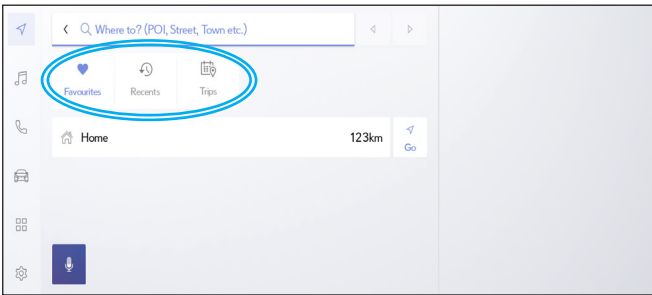 Where to? (POI, Street, Town etc.)
Favourites Recents Trips
Home 123km
Go